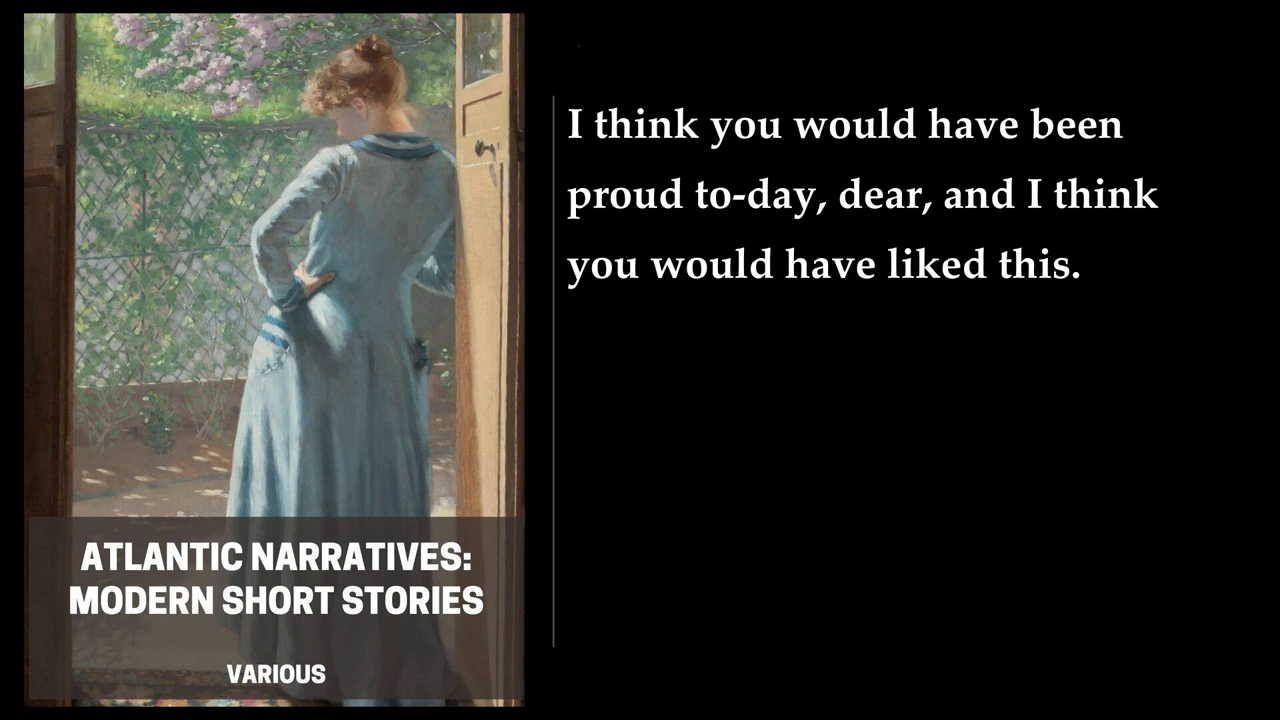 I think you would have been
proud to-day, dear, and I think
you would have liked this.
ATLANTIC NARRATIVES:
MODERN SHORT STORIES
VARIOUS